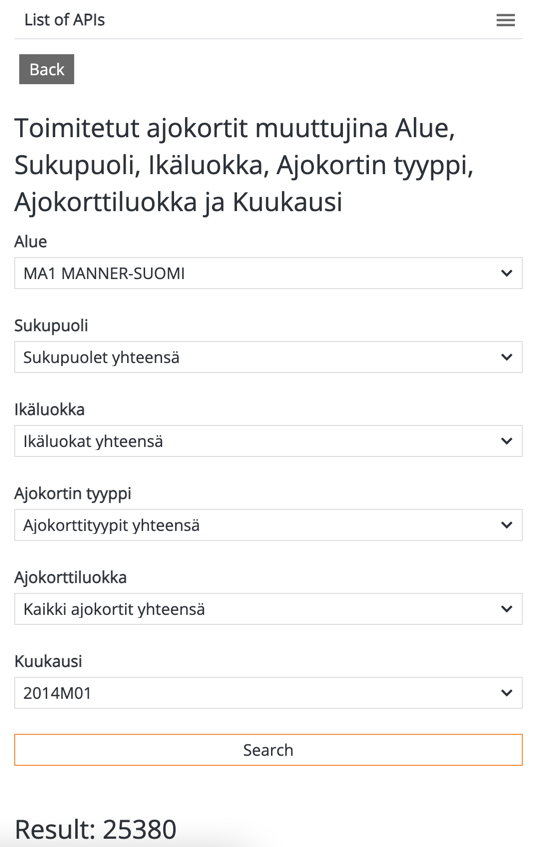 List of APIs
Back
Toimitetut ajokortit muuttujina Alue,
Sukupuoli, Ikäluokka, Ajokortin tyyppi,
Ajokorttiluokka ja Kuukausi
Alue
MA1 MANNER-SUOMI
Sukupuoli
Sukupuolet yhteensä
Ikäluokka
Ikäluokat yhteensä
Ajokortin tyyppi
Ajokorttityypit yhteensä
Ajokorttiluokka
Kaikki ajokortit yhteensä
Kuukausi
2014M01
Search
Result: 25380